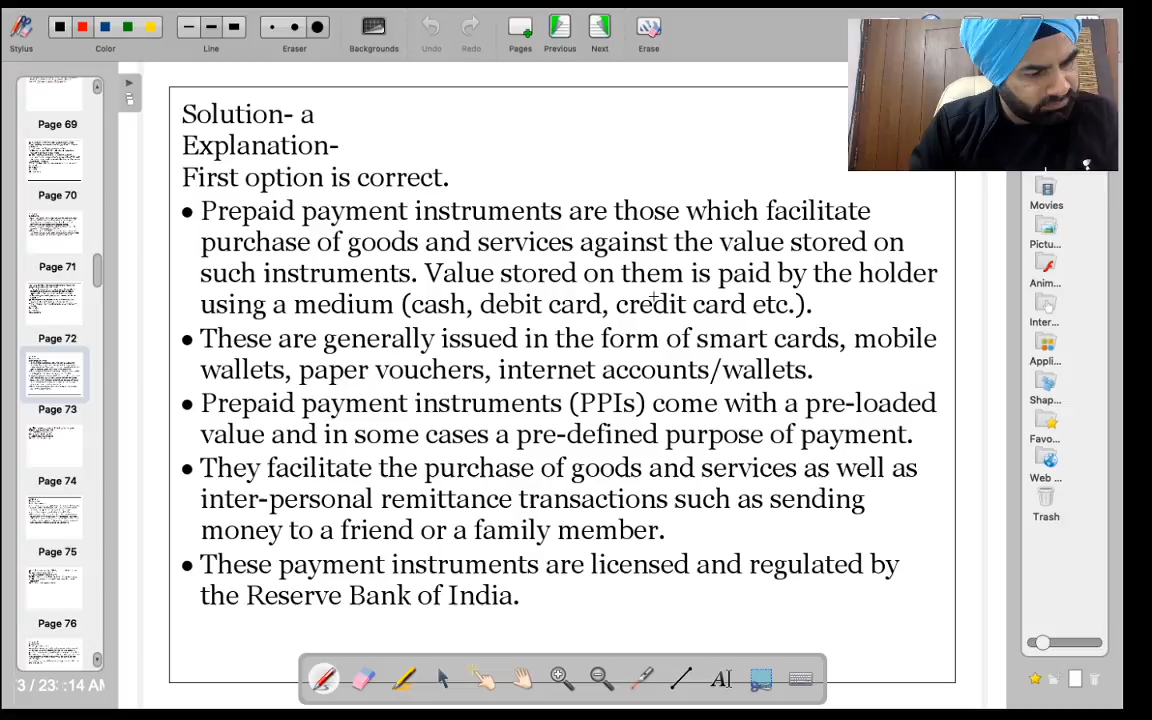 Stylus
Color
Line
Eraser
Backgrounds
Undo
Redo
Pages
Previous
Next
Erase
Page 69
Page 70
Page 71
Page 72
Page 73
Page 74
Page 75
Page 76
Solution- a
Explanation-
First option is correct.
• Prepaid payment instruments are those which facilitate
purchase of goods and services against the value stored on
such instruments. Value stored on them is paid by the holder
using a medium (cash, debit card, credit card etc.).
• These are generally issued in the form of smart cards, mobile
wallets, paper vouchers, internet accounts/wallets.
• Prepaid payment instruments (PPIs) come with a pre-loaded
value and in some cases a pre-defined purpose of payment.
• They facilitate the purchase of goods and services as well as
inter-personal remittance transactions such as sending
money to a friend or a family member.
• These payment instruments are licensed and regulated by
the Reserve Bank of India.
Movies
Pictu...
Anim...
Inter...
Appli...
Shap...
Favo...
Web ...
Trash